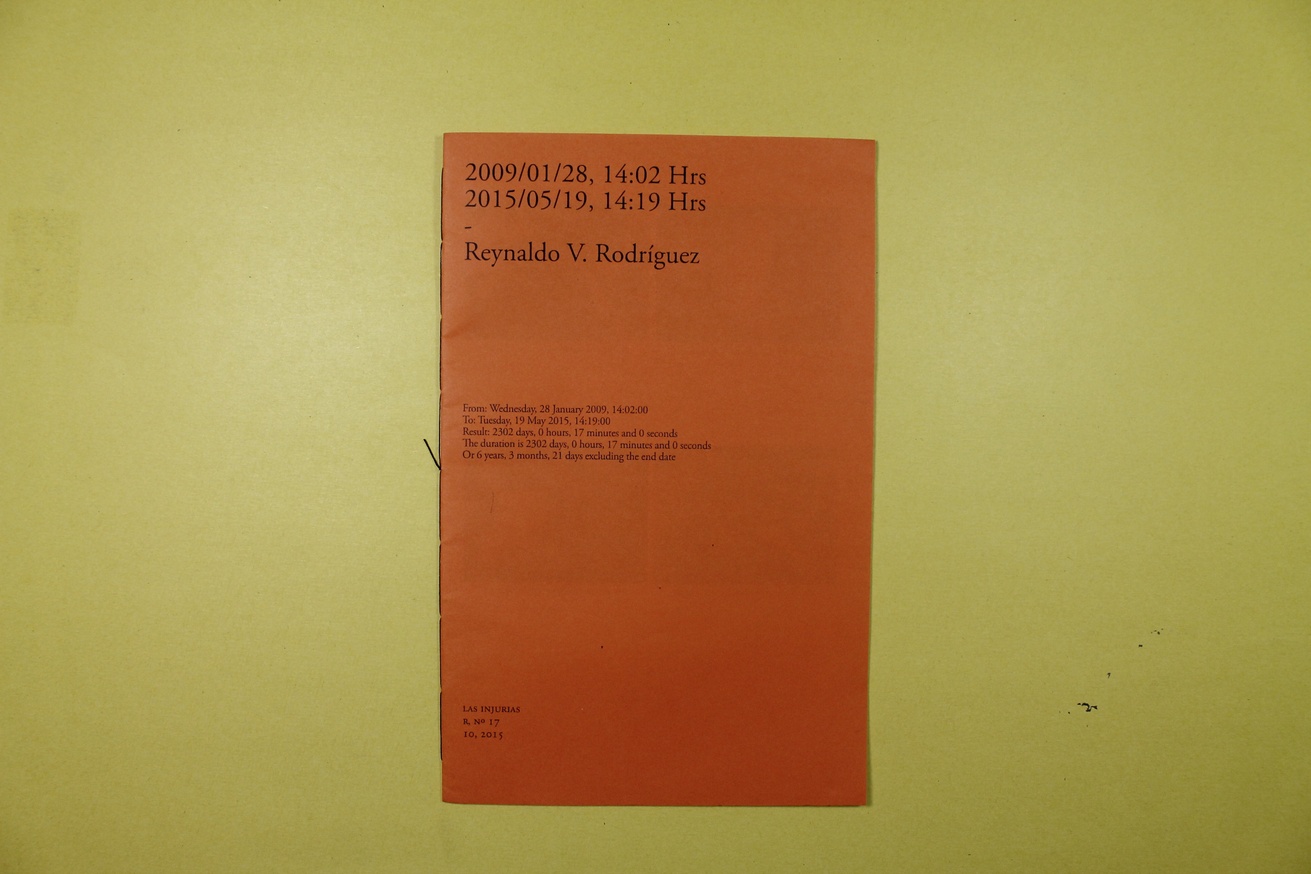 2009/01/28, 14:02 Hrs
2015/05/19, 14:19 Hrs
-
Reynaldo V. Rodríguez
From: Wednesday, 28 January 2009, 14:02:00
To: Tuesday, 19 May 2015, 14:19:00
Result: 2302 days, 0 hours, 17 minutes and 0 seconds
The duration is 2302 days, 0 hours, 17 minutes and 0 seconds
Or 6 years, 3 months, 21 days excluding the end date
LAS INJURIAS
R, Nº 17
10, 2015